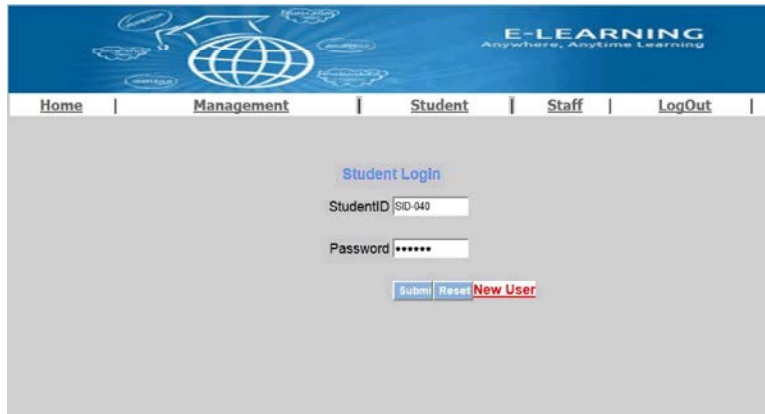 E-LEARNING
Anywhere, Anytime Learning
Home | Management | Student | Staff | LogOut |
Student Login
StudentID SID-040
Password ••••••
Submi Reset New User